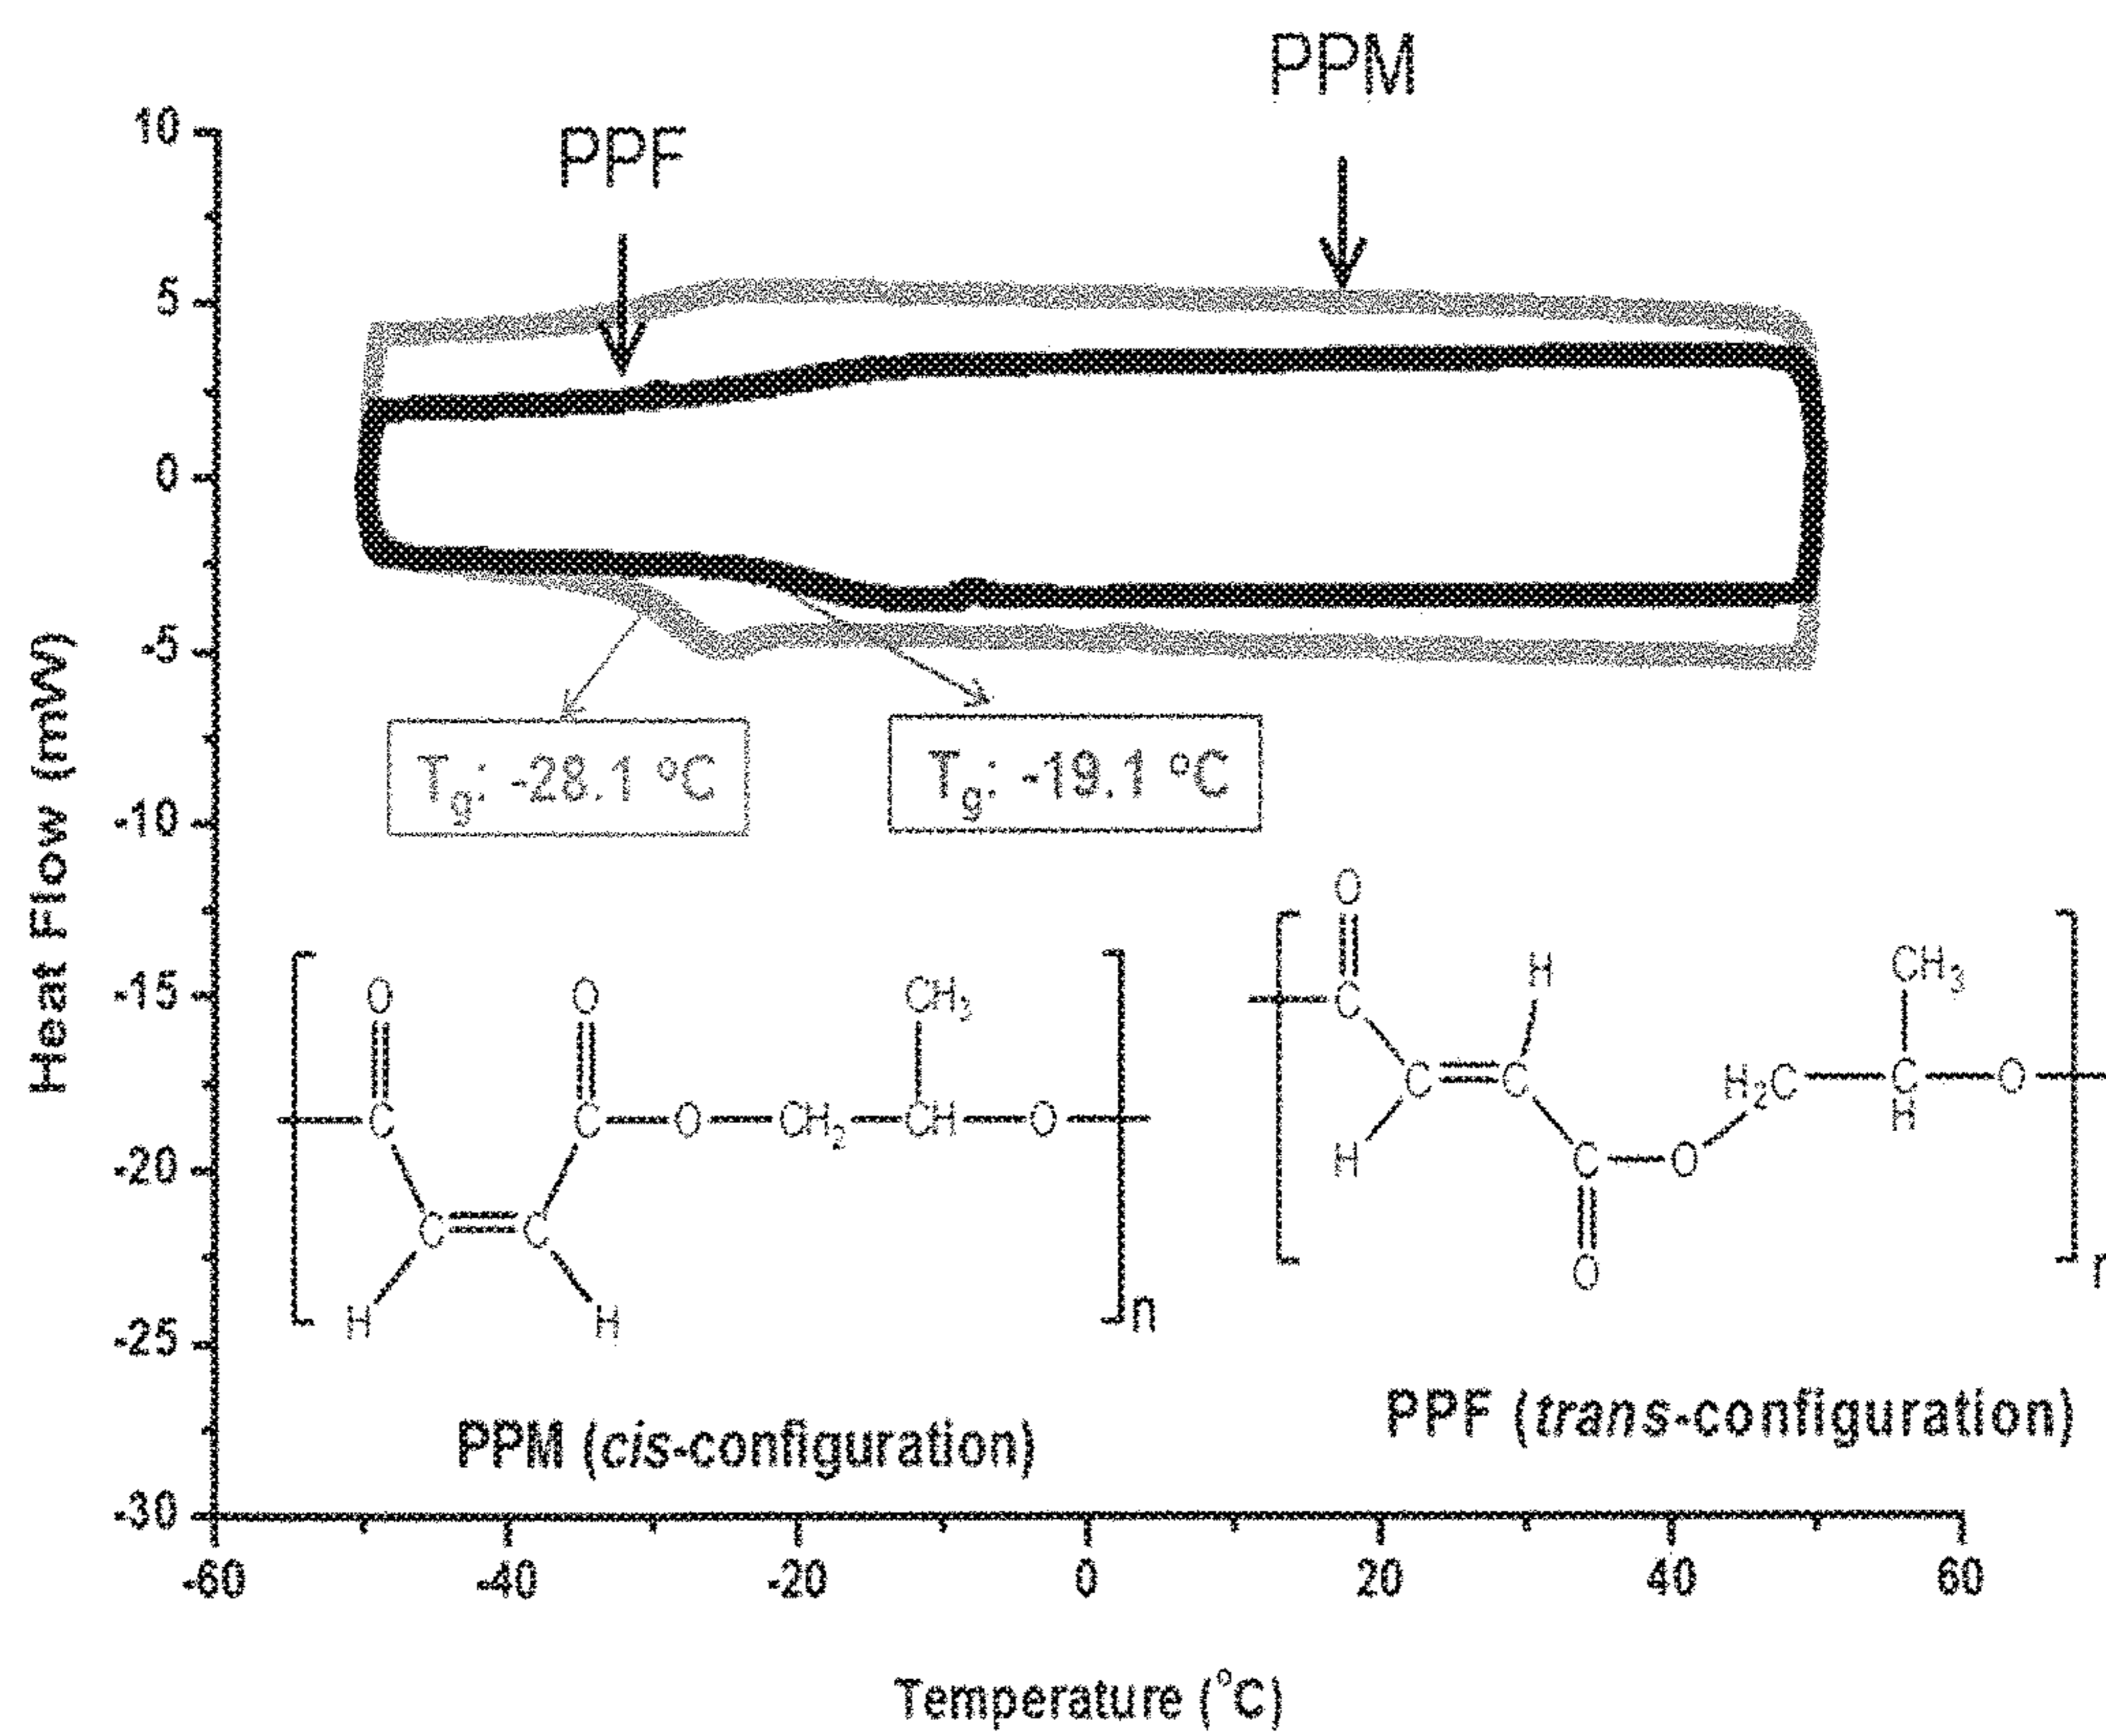 PPM
PPF
10
5
0
-5
-10
-15
-20
-25
-30
Heat Flow (mW)
Tg: -28.1 °C
Tg: -19.1 °C
O
O
CH3
C
C
O
CH2
CH
O
C
C
H
H
n
PPM (cis-configuration)
O
H
CH3
C
C
C
H2C
C
O
H
H
C
O
O
PPF (trans-configuration)
-60
-40
-20
0
20
40
60
Temperature (°C)